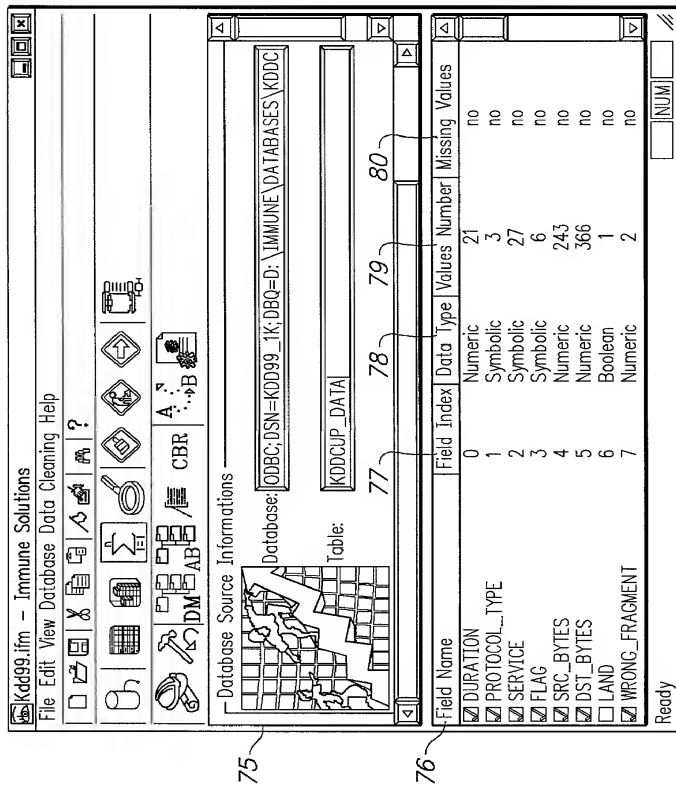 Kdd99.ifm – Immune Solutions
File Edit View Database Data Cleaning Help
?
DM AB CBR A B
75
Database Source Informations
Database: ODBC;DSN=KDD99_1K;DBQ=D: \IMMUNE\DATABASES\KDDC
Table: KDDCUP_DATA
77 78 79 80
76
Field Name Field Index Data Type Values Number Missing Values
DURATION 0 Numeric 21 no
PROTOCOL_TYPE 1 Symbolic 3 no
SERVICE 2 Symbolic 27 no
FLAG 3 Symbolic 6 no
SRC_BYTES 4 Numeric 243 no
DST_BYTES 5 Numeric 366 no
LAND 6 Boolean 1 no
WRONG_FRAGMENT 7 Numeric 2 no
Ready NUM